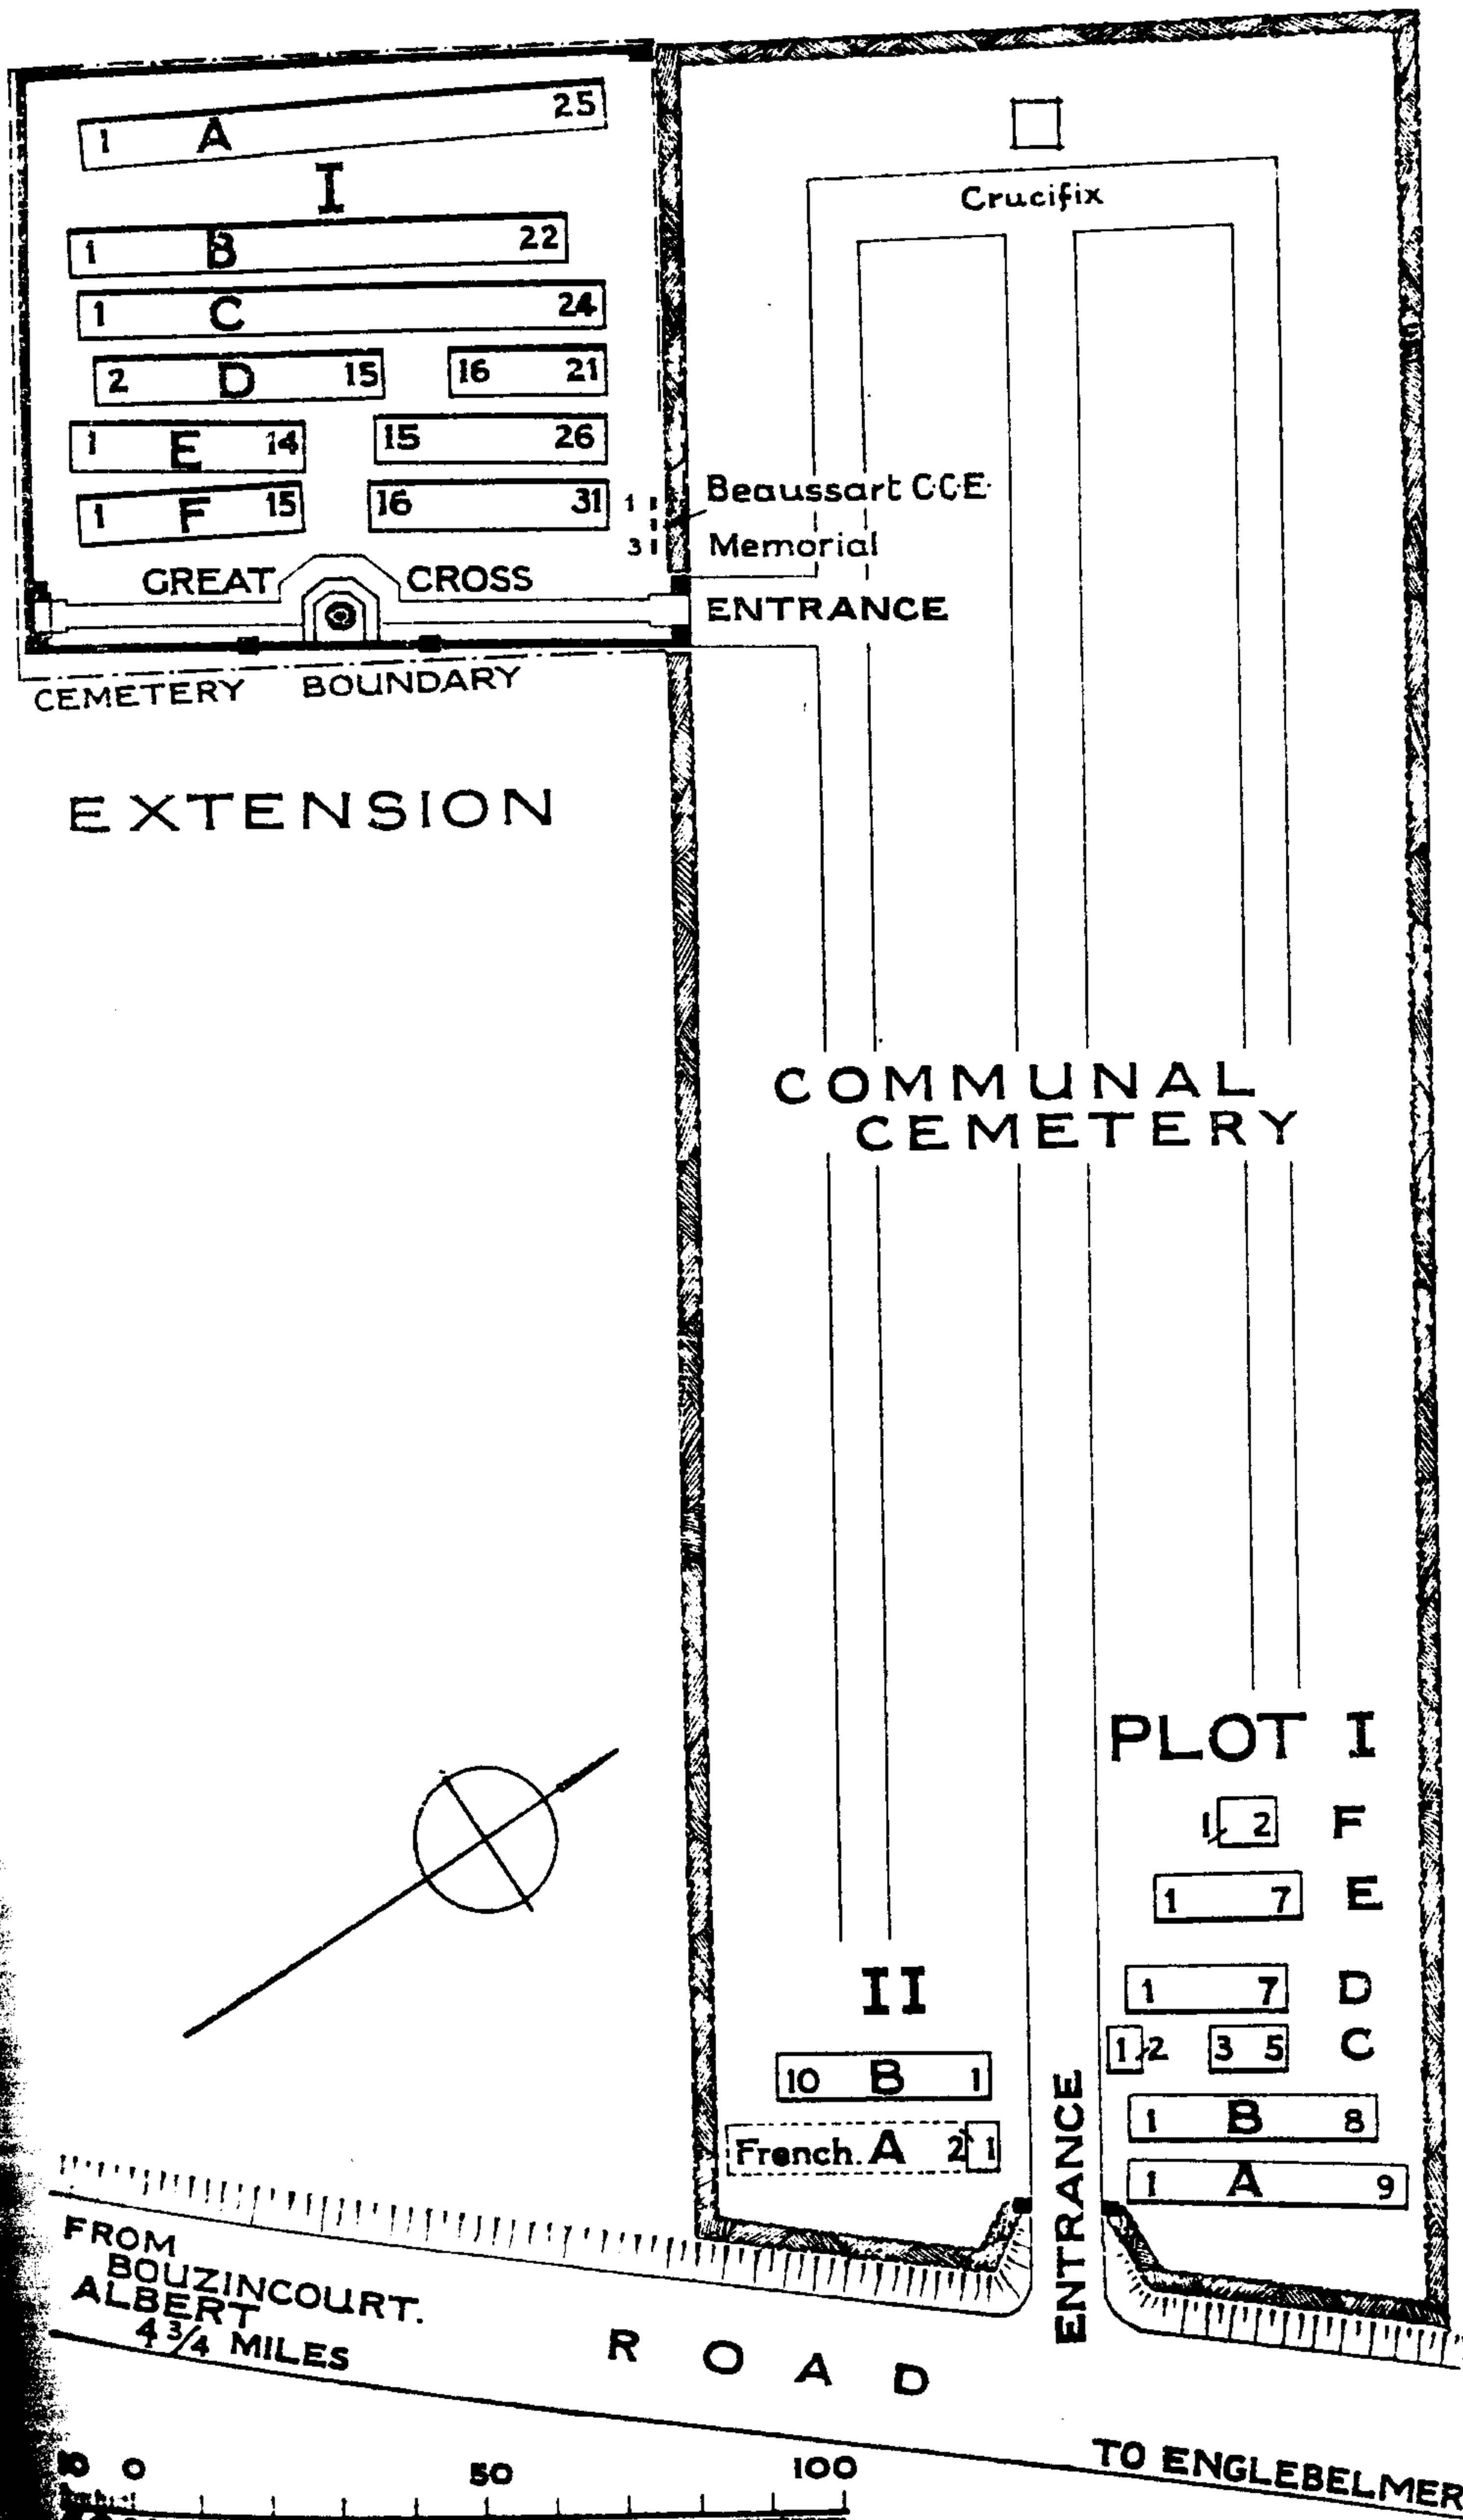 1 A 25
I
1 B 22
1 C 24
2 D 15 16 21
1 E 14 15 26
1 F 15 16 31
1
3
GREAT CROSS
CEMETERY BOUNDARY
EXTENSION
Crucifix
Beaussart C.C.E.
Memorial
ENTRANCE
COMMUNAL
CEMETERY
PLOT I
1 2 F
1 7 E
1 7 D
1 2 3 5 C
1 B 8
1 A 9
II
10 B 1
French. A 2 1
ENTRANCE
FROM
BOUZINCOURT.
ALBERT
4 3/4 MILES
ROAD
TO ENGLEBELMER
0 50 100